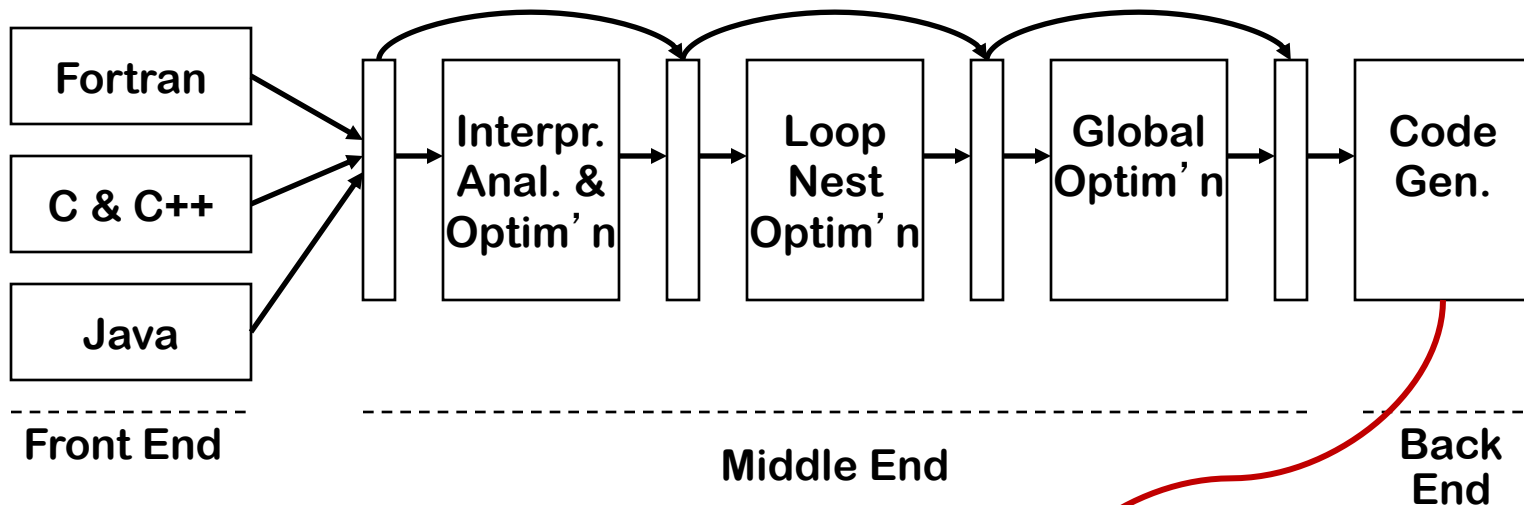 Fortran
C & C++
Java
Interpr.
Anal. &
Optim’ n
Loop
Nest
Optim’ n
Global
Optim’ n
Code
Gen.
Front End
Middle End
Back
End